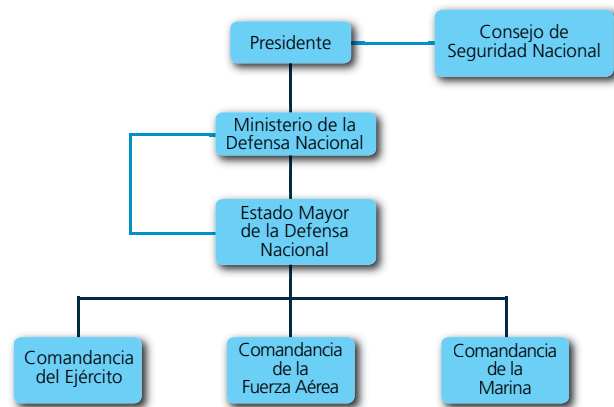 Presidente
Consejo de
Seguridad Nacional
Ministerio de la
Defensa Nacional
Estado Mayor
de la Defensa
Nacional
Comandancia
del Ejército
Comandancia
de la
Fuerza Aérea
Comandancia
de la
Marina